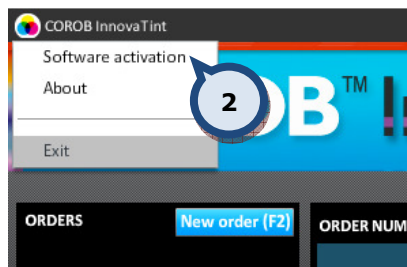 COROB InnovaTint
Software activation
About
2
OB™ I
Exit
ORDERS
New order (F2)
ORDER NUM